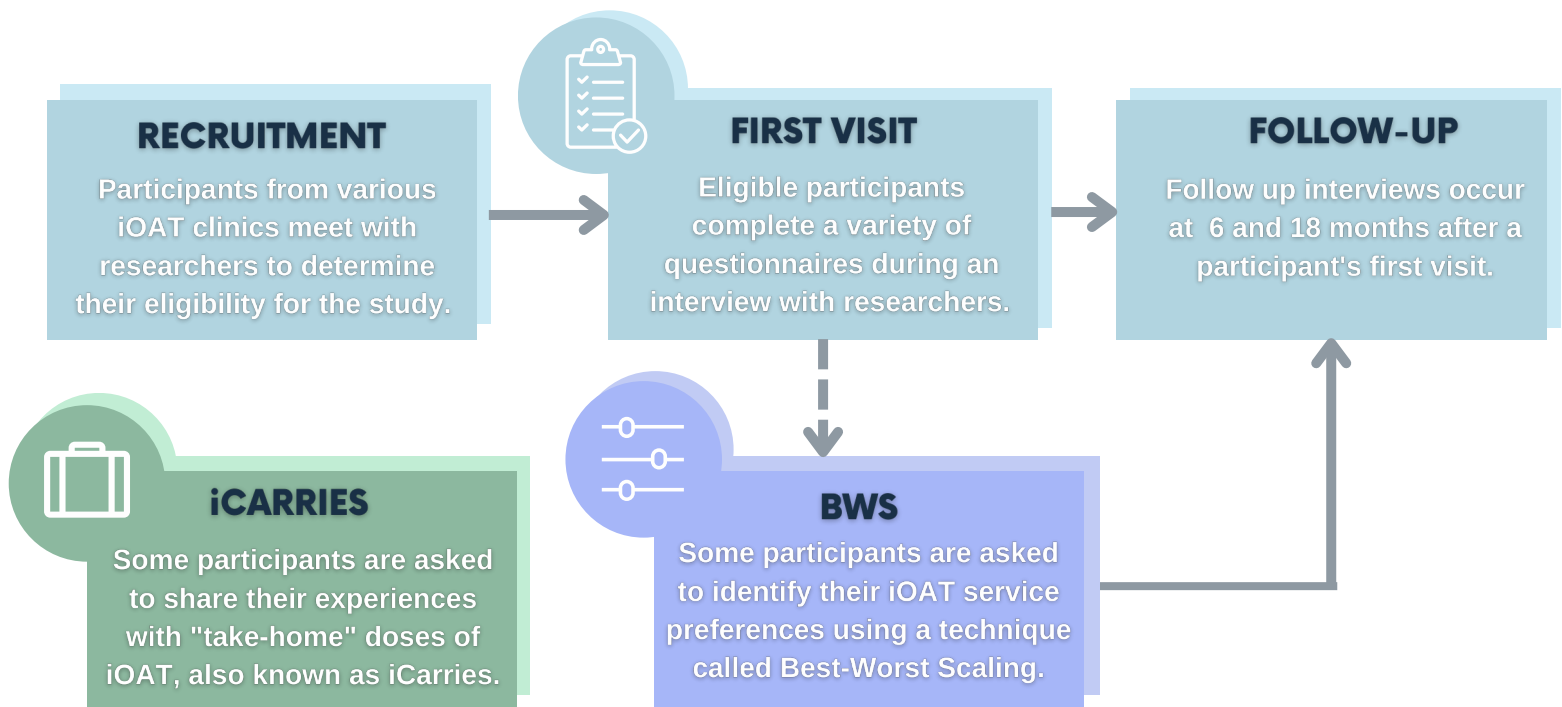 RECRUITMENT
Participants from various
iOAT clinics meet with
researchers to determine
their eligibility for the study.
FIRST VISIT
Eligible participants
complete a variety of
questionnaires during an
interview with researchers.
FOLLOW-UP
Follow up interviews occur
at  6 and 18 months after a
participant's first visit.
iCARRIES
Some participants are asked
to share their experiences
with "take-home" doses of
iOAT, also known as iCarries.
BWS
Some participants are asked
to identify their iOAT service
preferences using a technique
called Best-Worst Scaling.